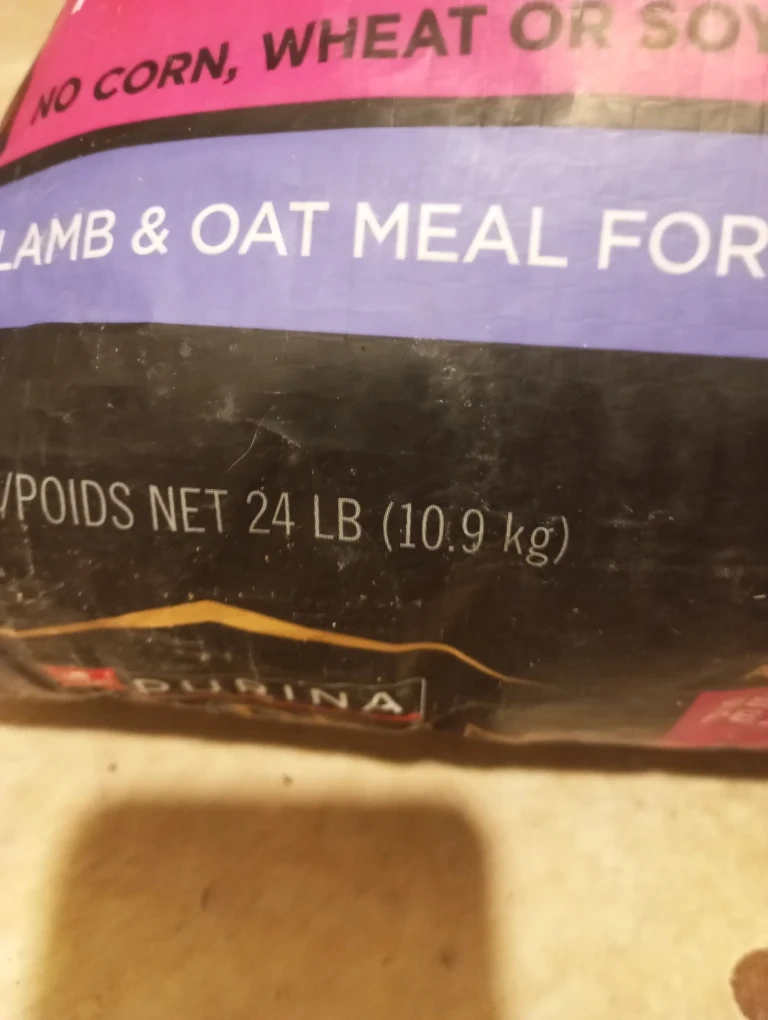 NO CORN, WHEAT OR SOY
LAMB & OAT MEAL FOR
/POIDS NET 24 LB (10.9 kg)
PURINA